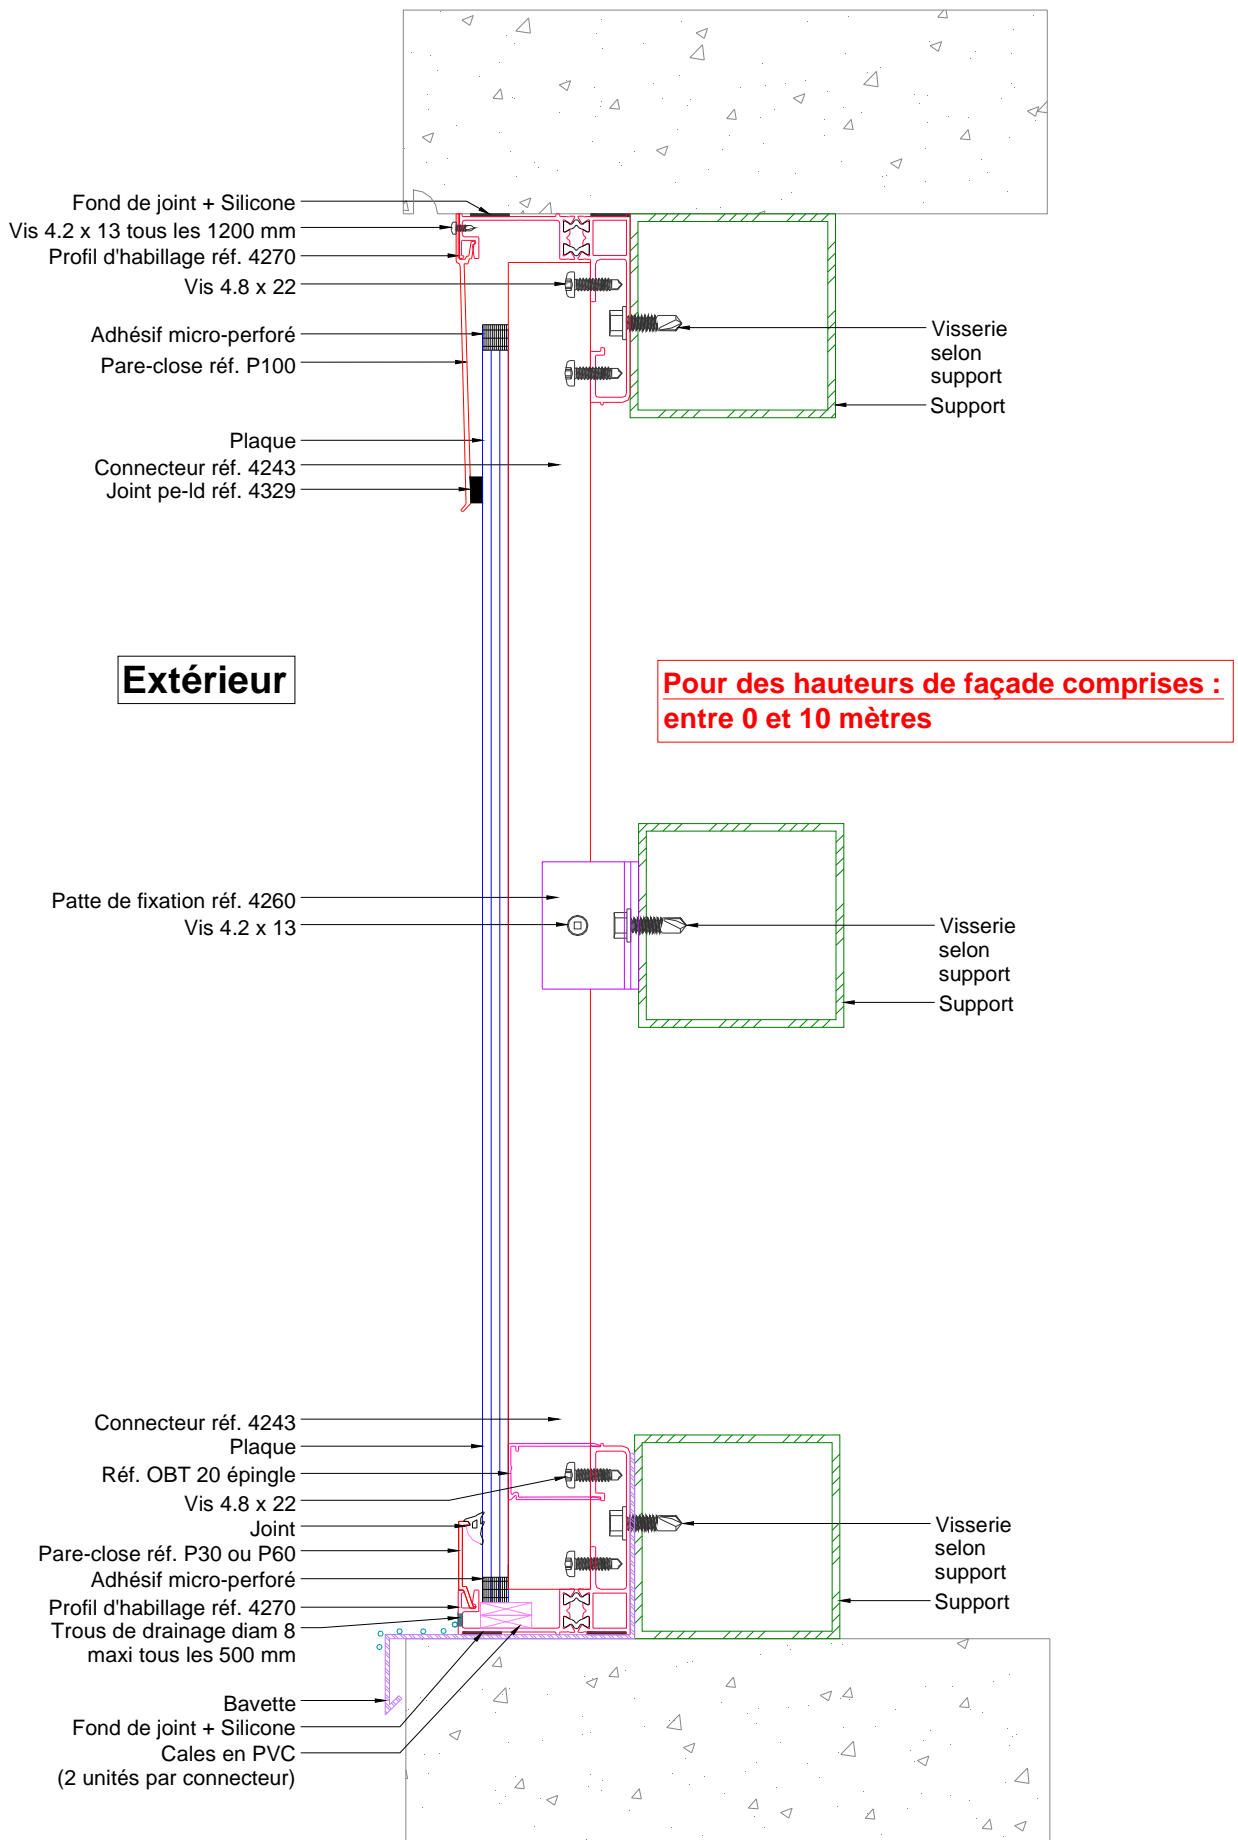 Fond de joint + Silicone
Vis 4.2 x 13 tous les 1200 mm
Profil d'habillage réf. 4270
Vis 4.8 x 22
Adhésif micro-perforé
Pare-close réf. P100
Visserie
selon
support
Support
Plaque
Connecteur réf. 4243
Joint pe-ld réf. 4329
Extérieur
Pour des hauteurs de façade comprises :
entre 0 et 10 mètres
Patte de fixation réf. 4260
Vis 4.2 x 13
Visserie
selon
support
Support
Connecteur réf. 4243
Plaque
Réf. OBT 20 épingle
Vis 4.8 x 22
Joint
Pare-close réf. P30 ou P60
Adhésif micro-perforé
Profil d'habillage réf. 4270
Trous de drainage diam 8
maxi tous les 500 mm
Visserie
selon
support
Support
Bavette
Fond de joint + Silicone
Cales en PVC
(2 unités par connecteur)